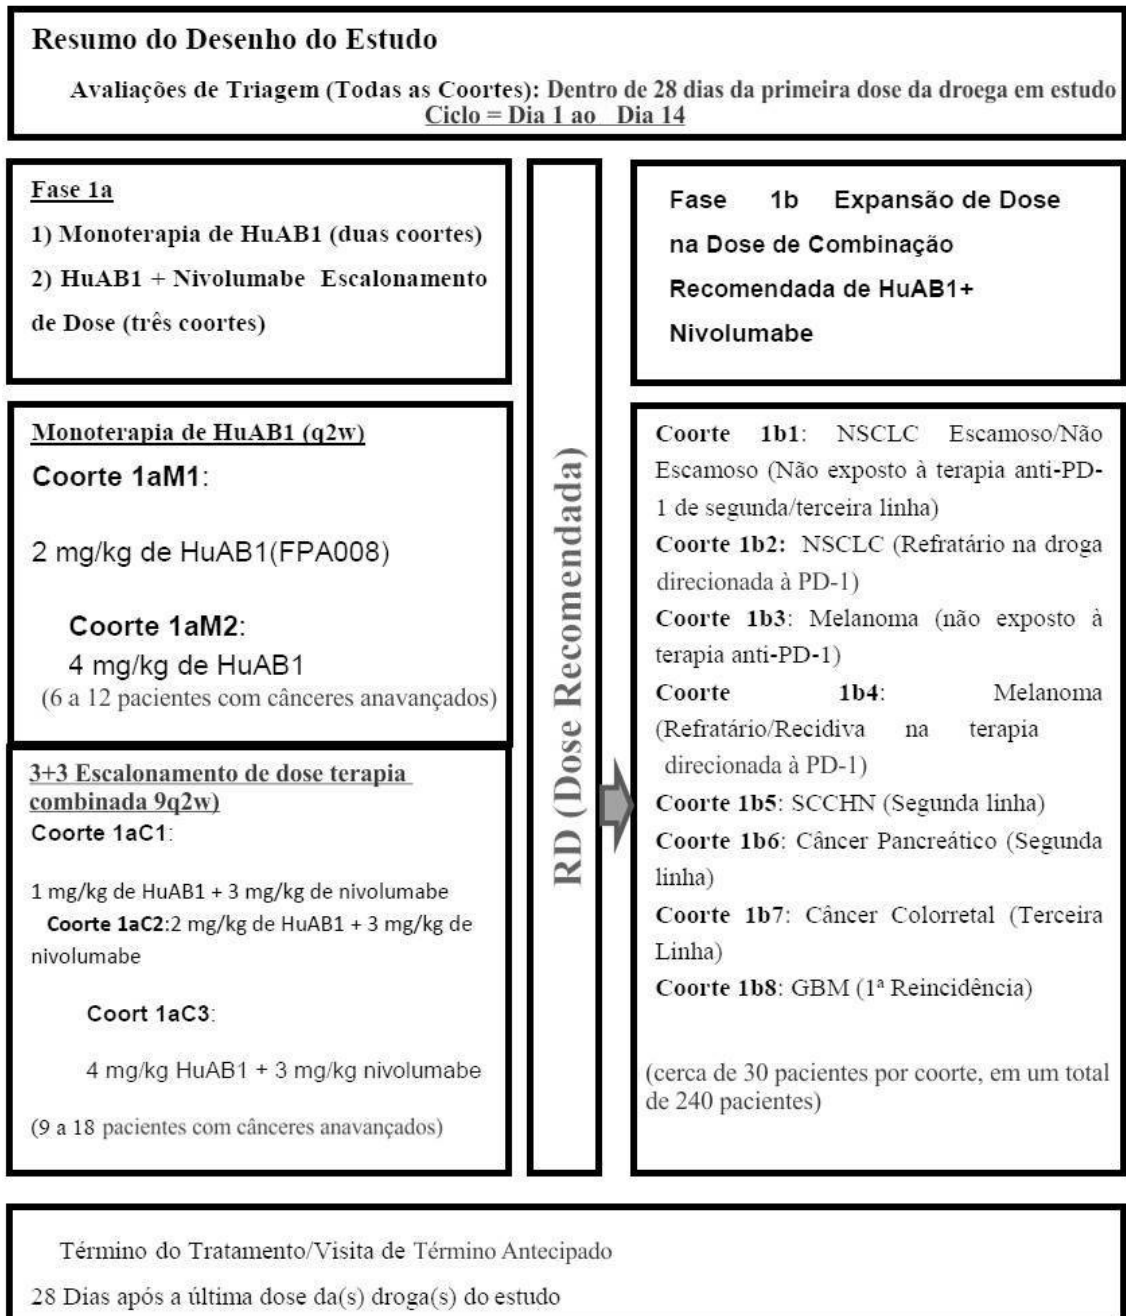 Resumo do Desenho do Estudo
Avaliações de Triagem (Todas as Coortes): Dentro de 28 dias da primeira dose da droega em estudo
Ciclo = Dia 1 ao Dia 14
Fase 1a
1) Monoterapia de HuAB1 (duas coortes)
2) HuAB1 + Nivolumabe Escalonamento
de Dose (três coortes)
Monoterapia de HuAB1 (q2w)
Coorte 1aM1:
2 mg/kg de HuAB1(FPA008)
Coorte 1aM2:
4 mg/kg de HuAB1
(6 a 12 pacientes com cânceres anavançados)
3+3 Escalonamento de dose terapia
combinada 9q2w)
Coorte 1aC1:
1 mg/kg de HuAB1 + 3 mg/kg de nivolumabe
Coorte 1aC2:2 mg/kg de HuAB1 + 3 mg/kg de
nivolumabe
Coort 1aC3:
4 mg/kg HuAB1 + 3 mg/kg nivolumabe
(9 a 18 pacientes com cânceres anavançados)
RD (Dose Recomendada)
Fase 1b Expansão de Dose
na Dose de Combinação
Recomendada de HuAB1+
Nivolumabe
Coorte 1b1: NSCLC Escamoso/Não
Escamoso (Não exposto à terapia anti-PD-
1 de segunda/terceira linha)
Coorte 1b2: NSCLC (Refratário na droga
direcionada à PD-1)
Coorte 1b3: Melanoma (não exposto à
terapia anti-PD-1)
Coorte 1b4: Melanoma
(Refratário/Recidiva na terapia
direcionada à PD-1)
Coorte 1b5: SCCHN (Segunda linha)
Coorte 1b6: Câncer Pancreático (Segunda
linha)
Coorte 1b7: Câncer Colorretal (Terceira
Linha)
Coorte 1b8: GBM (1ª Reincidência)
(cerca de 30 pacientes por coorte, em um total
de 240 pacientes)
Término do Tratamento/Visita de Término Antecipado
28 Dias após a última dose da(s) droga(s) do estudo